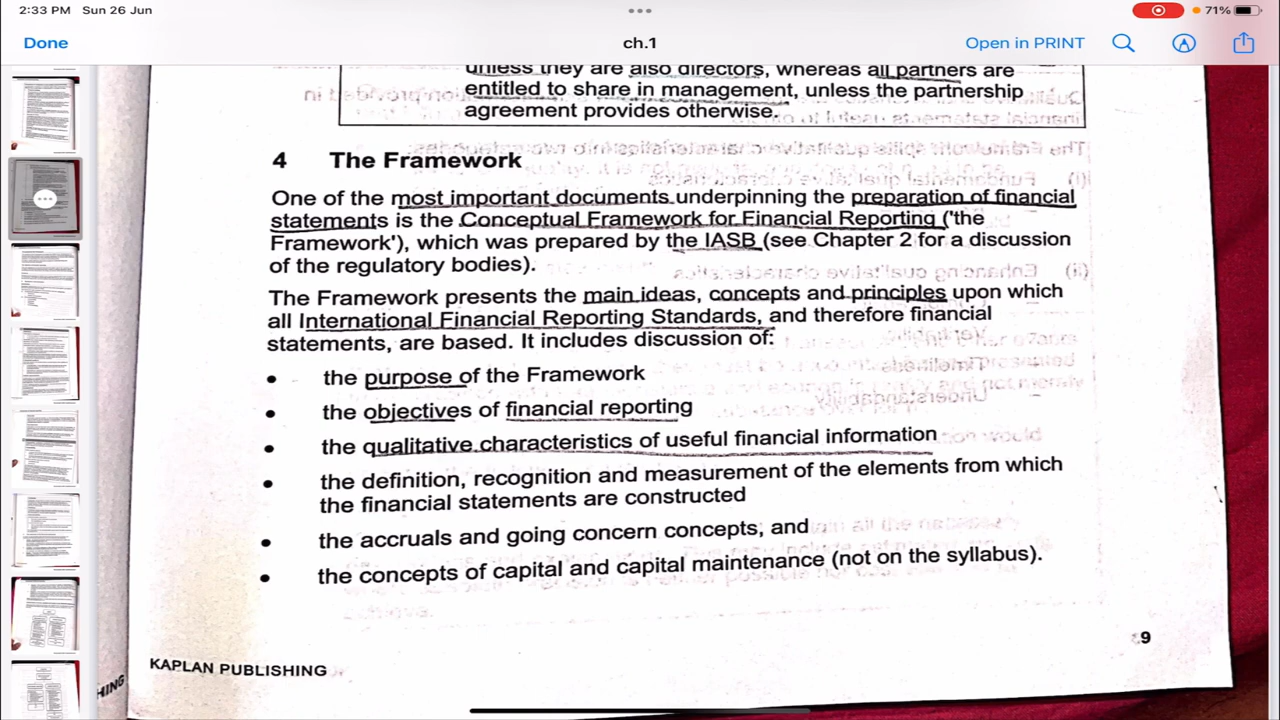 2:33 PM Sun 26 Jun
71%
Done
ch.1
Open in PRINT
unless they are also directors, whereas all partners are
entitled to share in management, unless the partnership
agreement provides otherwise.
4 The Framework
One of the most important documents underpinning the preparation of financial
statements is the Conceptual Framework for Financial Reporting ('the
Framework'), which was prepared by the IASB (see Chapter 2 for a discussion
of the regulatory bodies).
The Framework presents the main ideas, concepts and principles upon which
all International Financial Reporting Standards, and therefore financial
statements, are based. It includes discussion of:
• the purpose of the Framework
• the objectives of financial reporting
• the qualitative characteristics of useful financial information
• the definition, recognition and measurement of the elements from which
the financial statements are constructed
• the accruals and going concern concepts, and
• the concepts of capital and capital maintenance (not on the syllabus).
9
KAPLAN PUBLISHING
HING